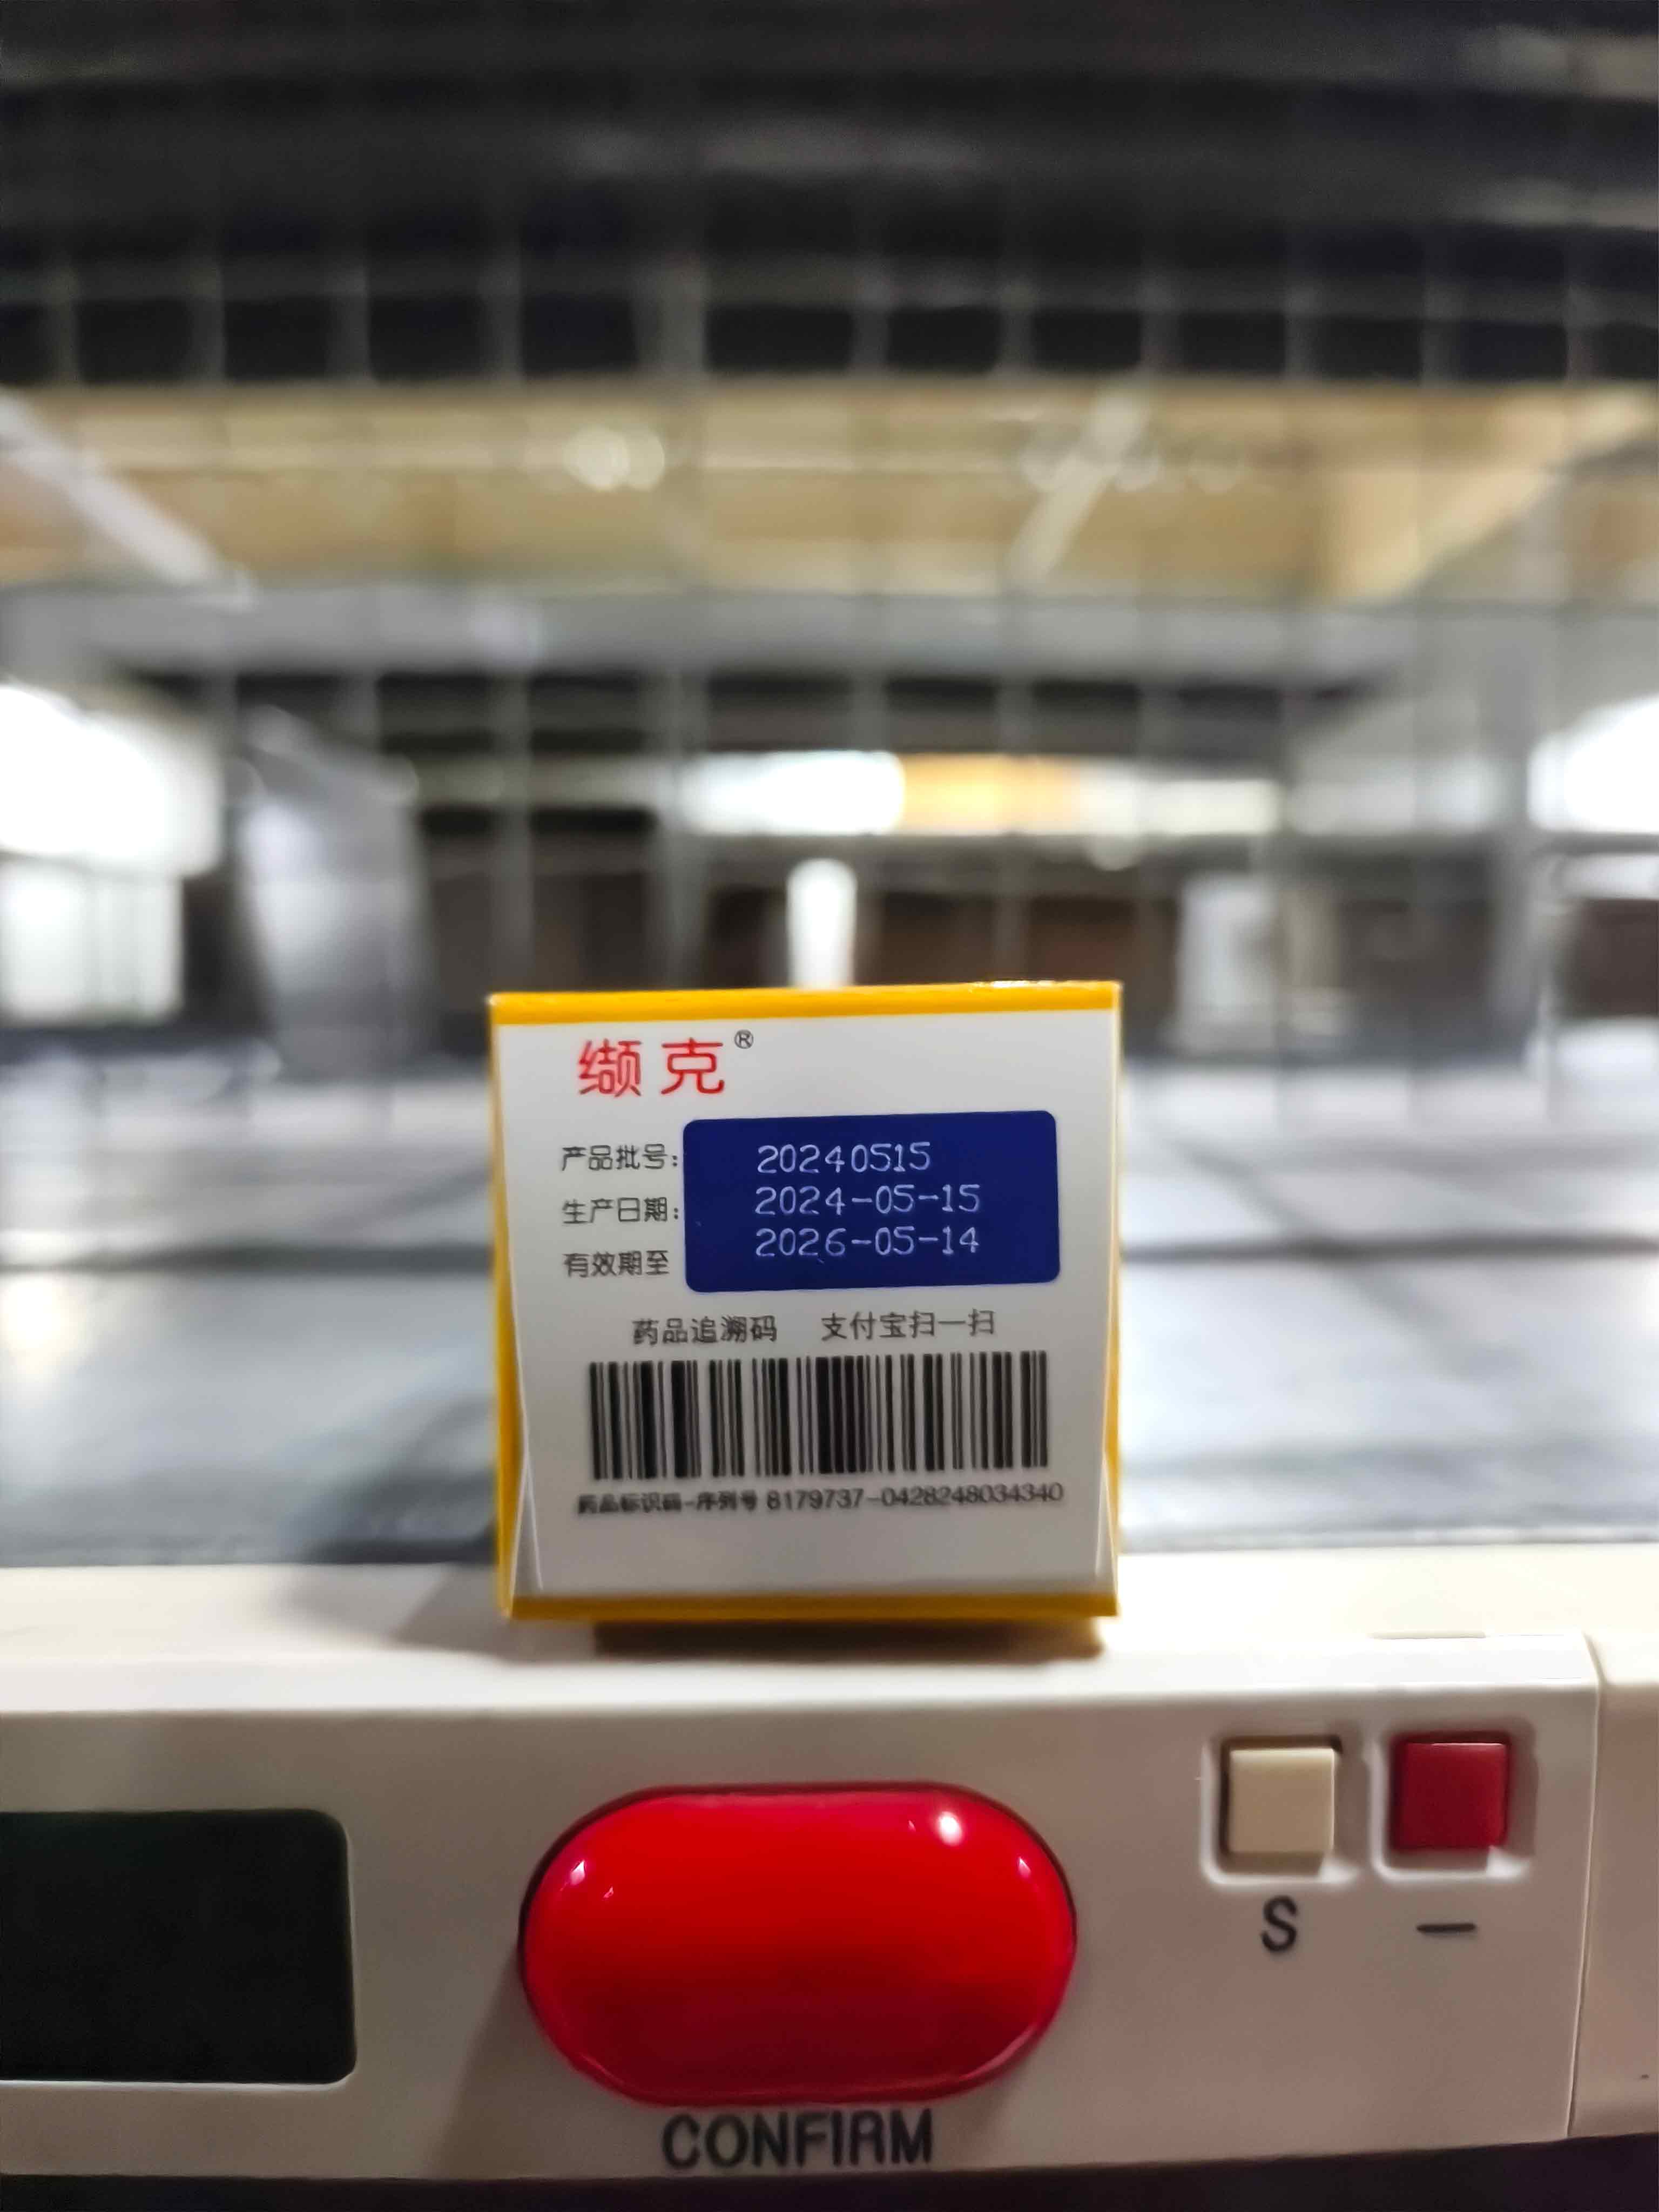 缬克®
产品批号: 20240515
生产日期: 2024-05-15
有效期至 2026-05-14
药品追溯码 支付宝扫一扫
药品标识码-序列号 8179737-0428248034340
S
—
CONFIRM